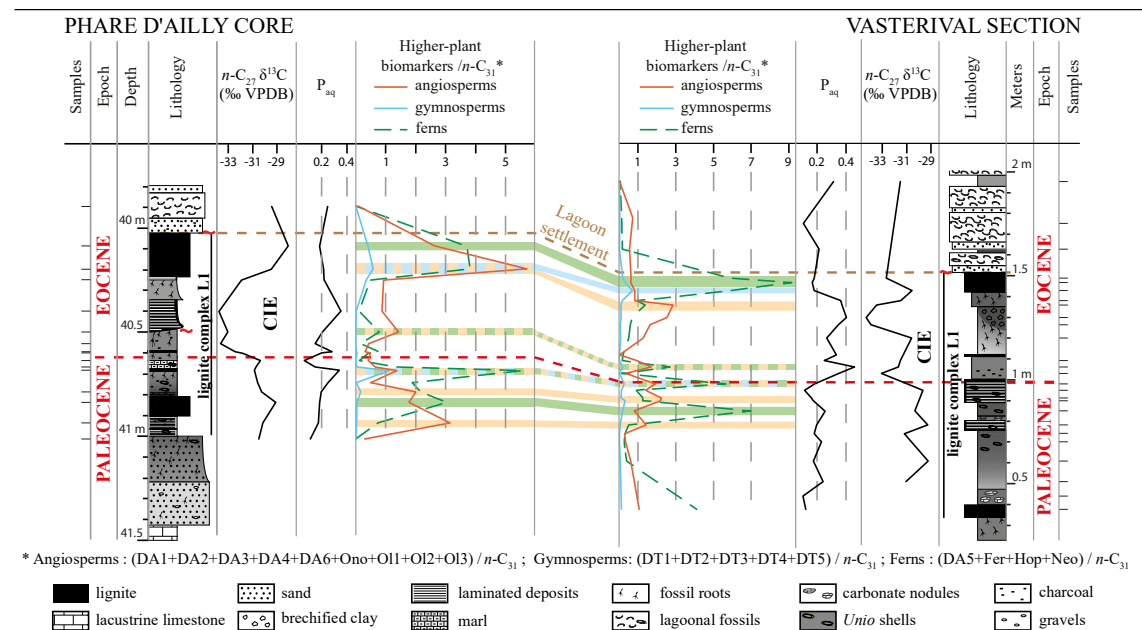 PHARE D'AILLY CORE
VASTERIVAL SECTION
Samples
Epoch
Depth
Lithology
n-C27 δ13C
(‰ VPDB)
Paq
Higher-plant
biomarkers /n-C31*
angiosperms
gymnosperms
ferns
Higher-plant
biomarkers /n-C31*
angiosperms
gymnosperms
ferns
Paq
n-C27 δ13C
(‰ VPDB)
Lithology
Meters
Epoch
Samples
-33 -31 -29
0.2 0.4
1 3 5
1 3 5 7 9
0.2 0.4
-33 -31 -29
2 m
40 m
40.5
41 m
41.5
EOCENE
PALEOCENE
CIE
lignite complex L1
Lagoon
settlement
1.5
1 m
0.5
CIE
lignite complex L1
EOCENE
PALEOCENE
* Angiosperms : (DA1+DA2+DA3+DA4+DA6+Ono+Ol1+Ol2+Ol3) / n-C31 ; Gymnosperms: (DT1+DT2+DT3+DT4+DT5) / n-C31 ; Ferns : (DA5+Fer+Hop+Neo) / n-C31
lignite sand laminated deposits fossil roots carbonate nodules charcoal
lacustrine limestone brechified clay marl lagoonal fossils Unio shells gravels